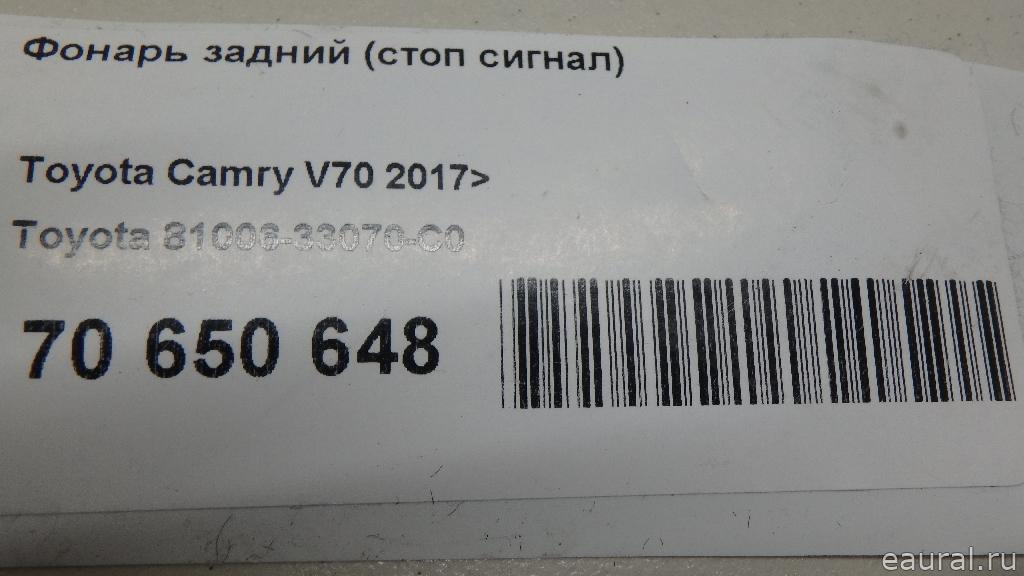 Фонарь задний (стоп сигнал)
Toyota Camry V70 2017>
Toyota 81006-33070-C0
70 650 648
eaural.ru